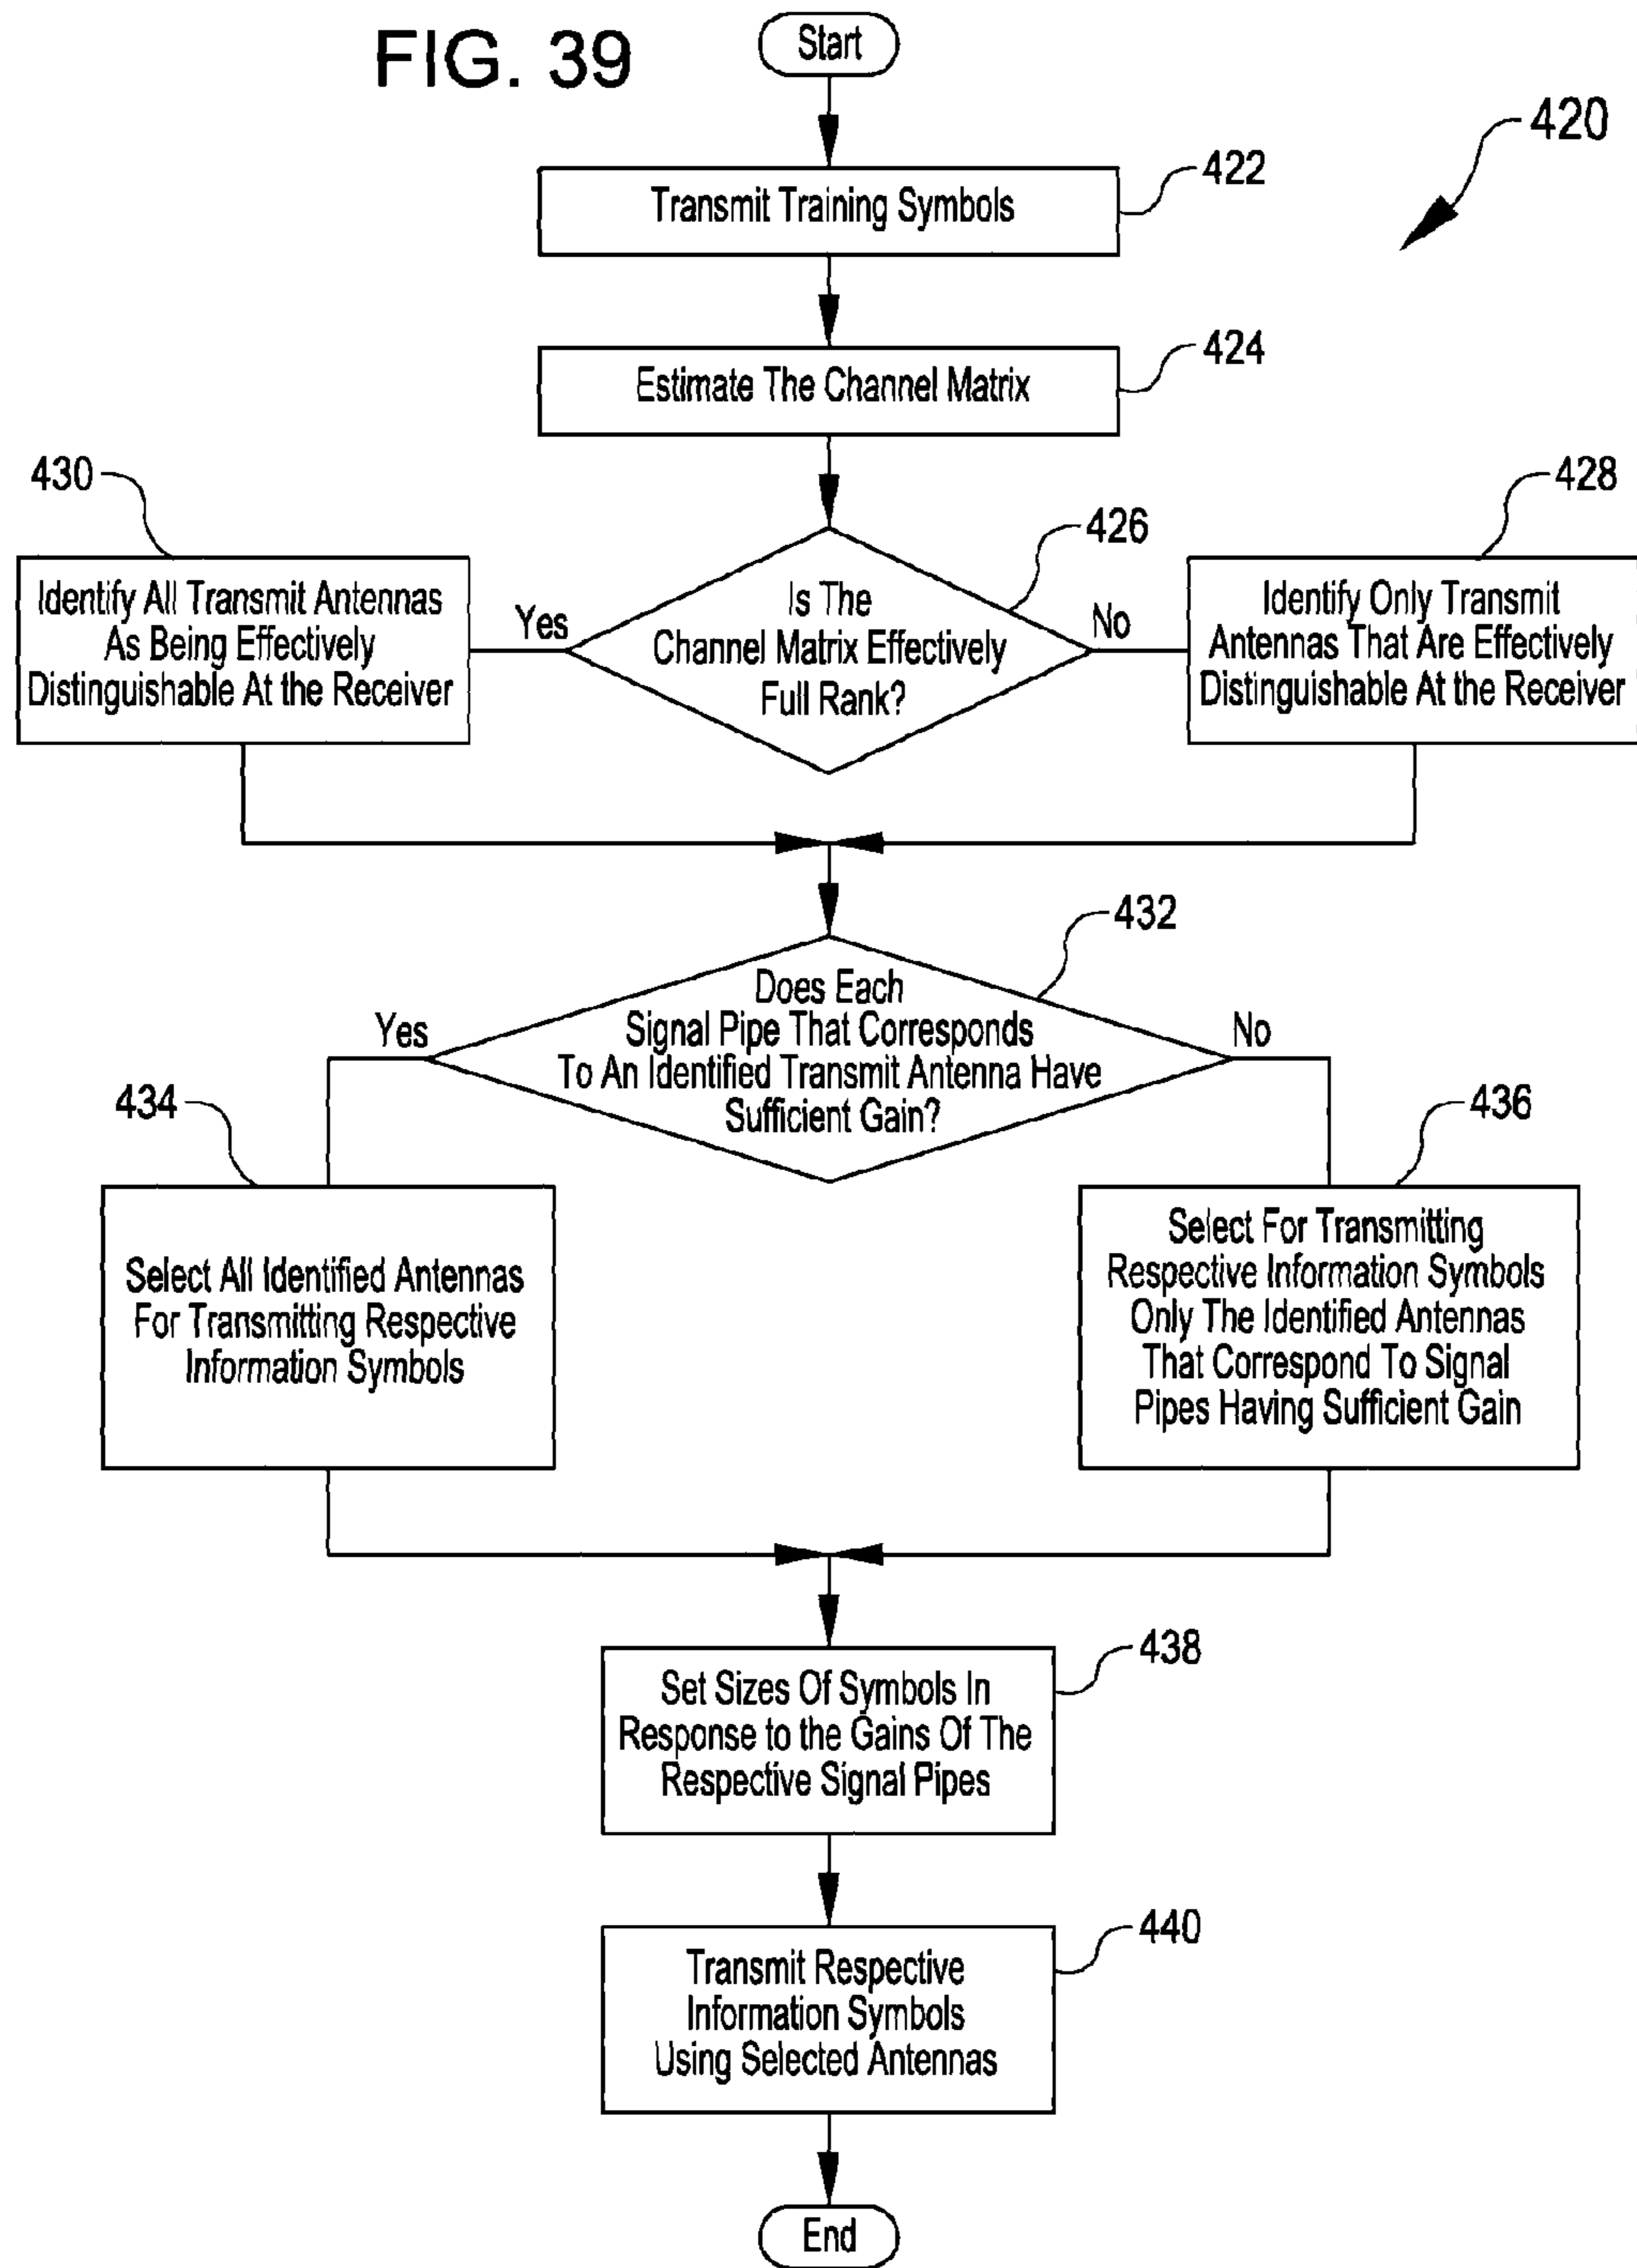 FIG. 39
Start
420
422
Transmit Training Symbols
424
Estimate The Channel Matrix
430
428
426
Identify All Transmit Antennas
As Being Effectively
Distinguishable At the Receiver
Yes
Is The
Channel Matrix Effectively
Full Rank?
No
Identify Only Transmit
Antennas That Are Effectively
Distinguishable At the Receiver
432
Does Each
Signal Pipe That Corresponds
To An Identified Transmit Antenna Have
Sufficient Gain?
Yes
No
434
436
Select All Identified Antennas
For Transmitting Respective
Information Symbols
Select For Transmitting
Respective Information Symbols
Only The Identified Antennas
That Correspond To Signal
Pipes Having Sufficient Gain
438
Set Sizes Of Symbols In
Response to the Gains Of The
Respective Signal Pipes
440
Transmit Respective
Information Symbols
Using Selected Antennas
End